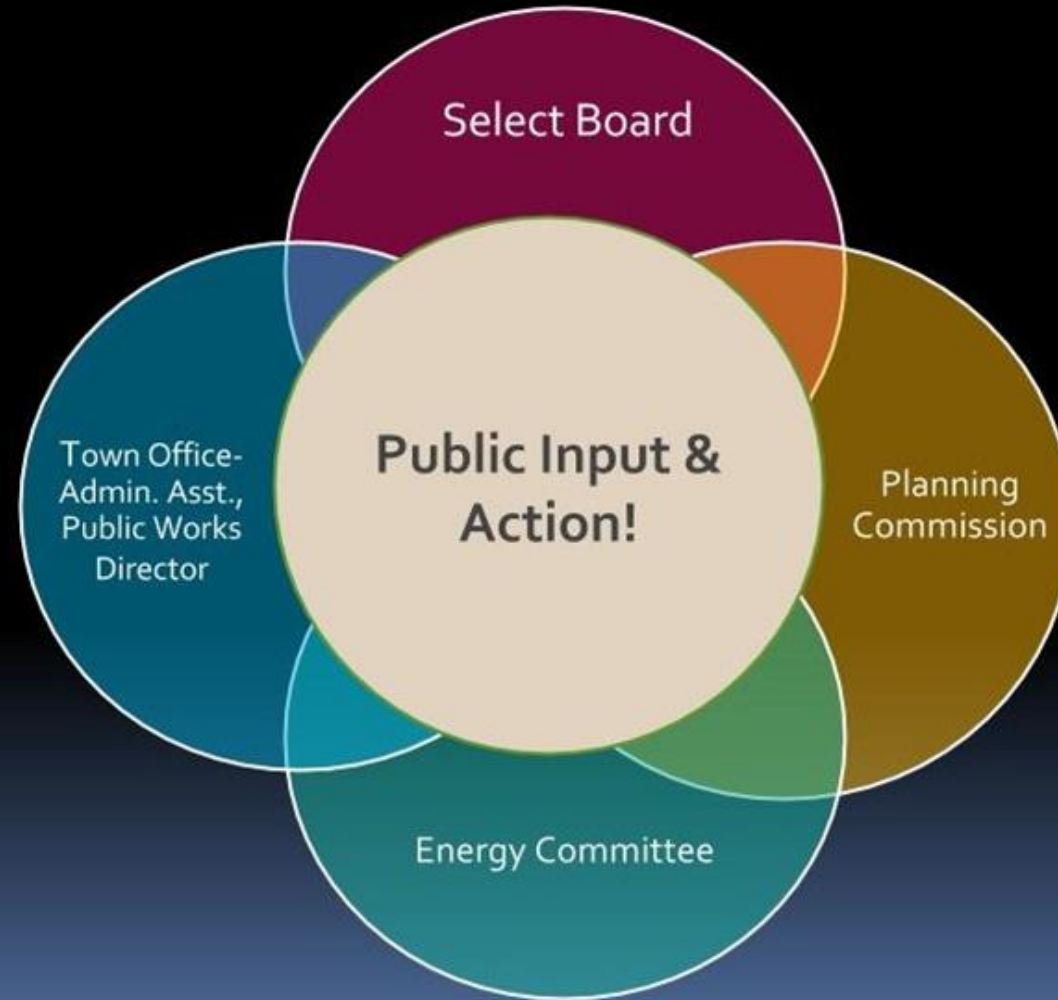 Select Board
Town Office-
Admin. Asst.,
Public Works
Director
Public Input &
Action!
Planning
Commission
Energy Committee